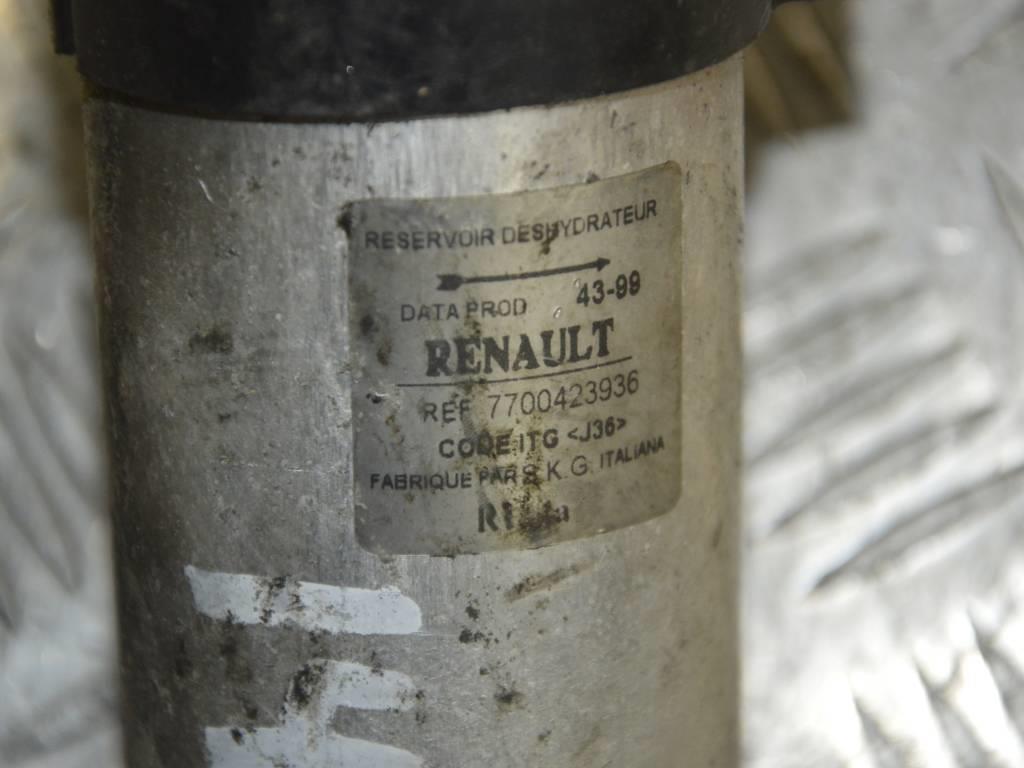 RESERVOIR DESHYDRATEUR
DATA PROD 43-99
RENAULT
REF 7700423936
CODE ITG <J36>
FABRIQUE PAR S.K.G. ITALIANA